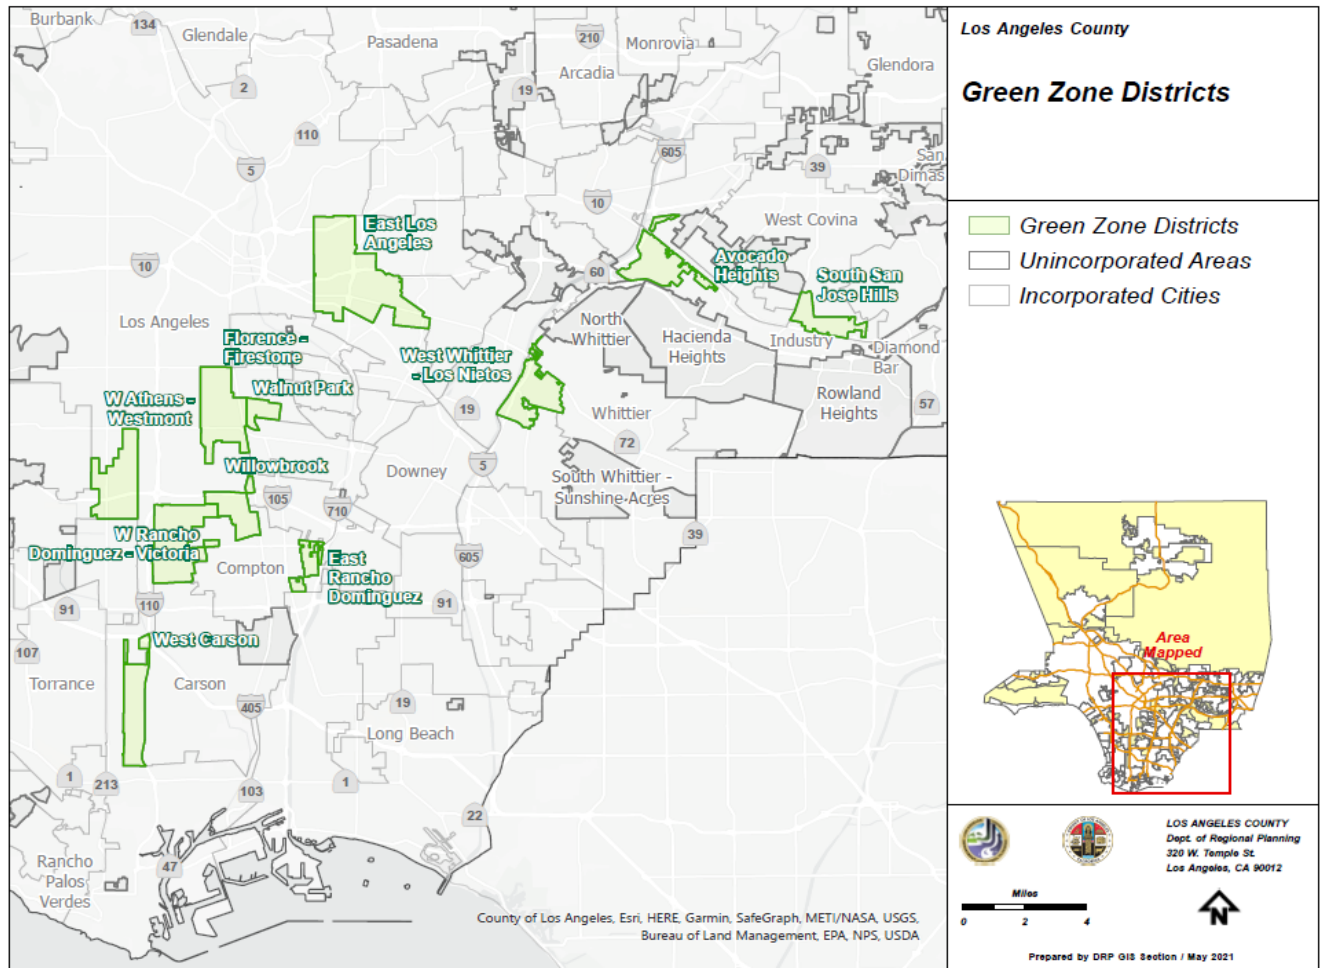 Burbank
134
Glendale
Pasadena
210
Monrovia
Arcadia
Glendora
2
19
110
605
39
San
Dimas
5
10
West Covina
East Los
Angeles
10
60
Avocado
Heights
South San
Jose Hills
Los Angeles
North
Whittier
Hacienda
Heights
Industry
Diamond
Bar
Florence -
Firestone
West Whittier
- Los Nietos
Walnut Park
W Athens -
Westmont
19
Whittier
Rowland
Heights
57
72
Willowbrook
Downey
5
South Whittier -
Sunshine Acres
105
710
39
W Rancho
Dominguez - Victoria
Compton
East
Rancho
Dominguez
605
91
110
91
West Carson
107
Torrance
Carson
405
19
Long Beach
1
213
103
1
22
47
Rancho
Palos
Verdes
County of Los Angeles, Esri, HERE, Garmin, SafeGraph, METI/NASA, USGS,
Bureau of Land Management, EPA, NPS, USDA
Los Angeles County
Green Zone Districts
Green Zone Districts
Unincorporated Areas
Incorporated Cities
Area
Mapped
LOS ANGELES COUNTY
Dept. of Regional Planning
320 W. Temple St.
Los Angeles, CA 90012
Miles
0 2 4
N
Prepared by DRP GIS Section / May 2021